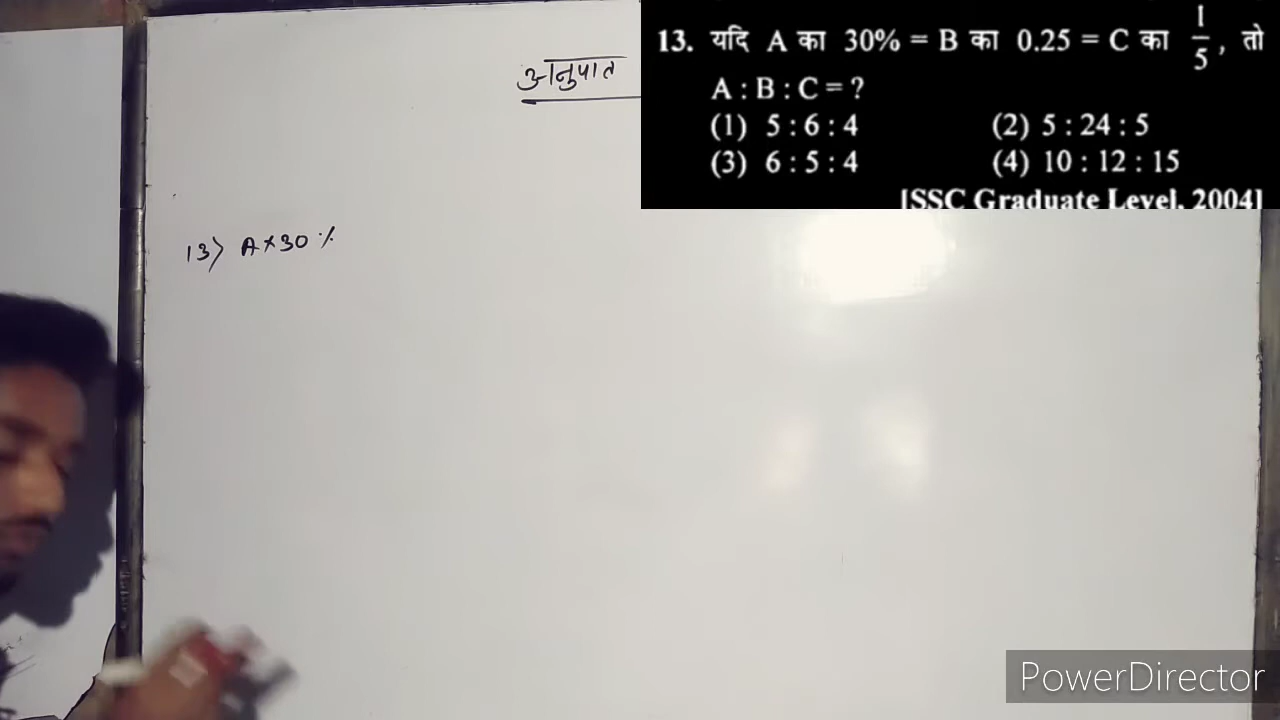 अनुपात
13. यदि A का 30% = B का 0.25 = C का 1/5, तो
A : B : C = ?
(1) 5 : 6 : 4 (2) 5 : 24 : 5
(3) 6 : 5 : 4 (4) 10 : 12 : 15
[SSC Graduate Level, 2004]
13) A×30%
PowerDirector